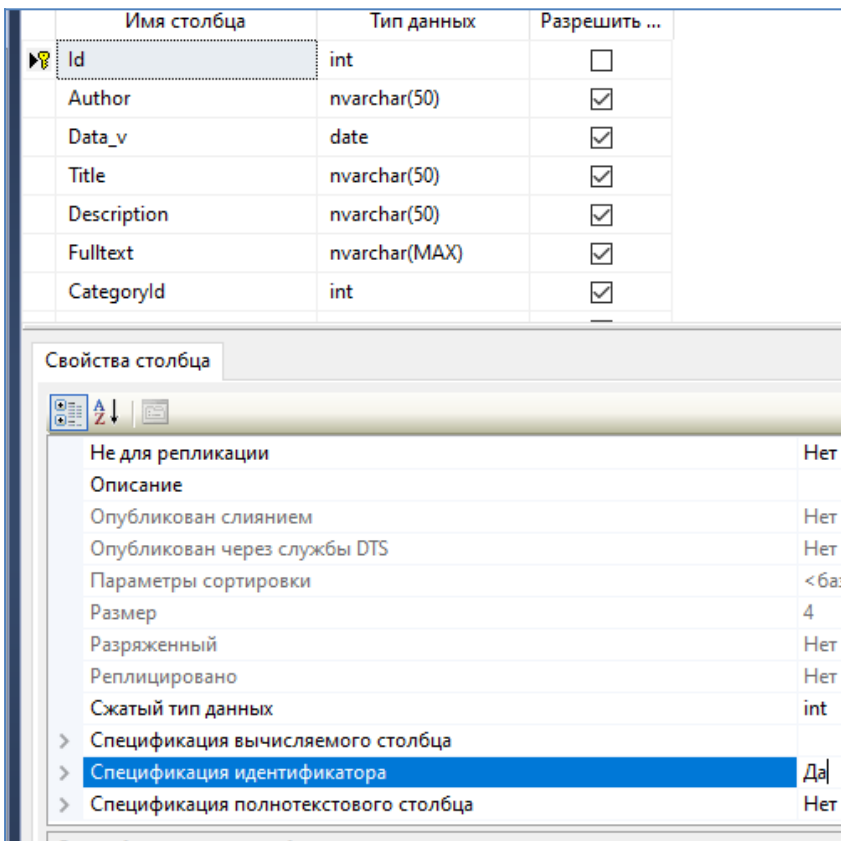 Имя столбца Тип данных Разрешить ...
Id int
Author nvarchar(50)
Data_v date
Title nvarchar(50)
Description nvarchar(50)
Fulltext nvarchar(MAX)
CategoryId int
Свойства столбца
Не для репликации Нет
Описание
Опубликован слиянием Нет
Опубликован через службы DTS Нет
Параметры сортировки <баз
Размер 4
Разряженный Нет
Реплицировано Нет
Сжатый тип данных int
Спецификация вычисляемого столбца
Спецификация идентификатора Да
Спецификация полнотекстового столбца Нет